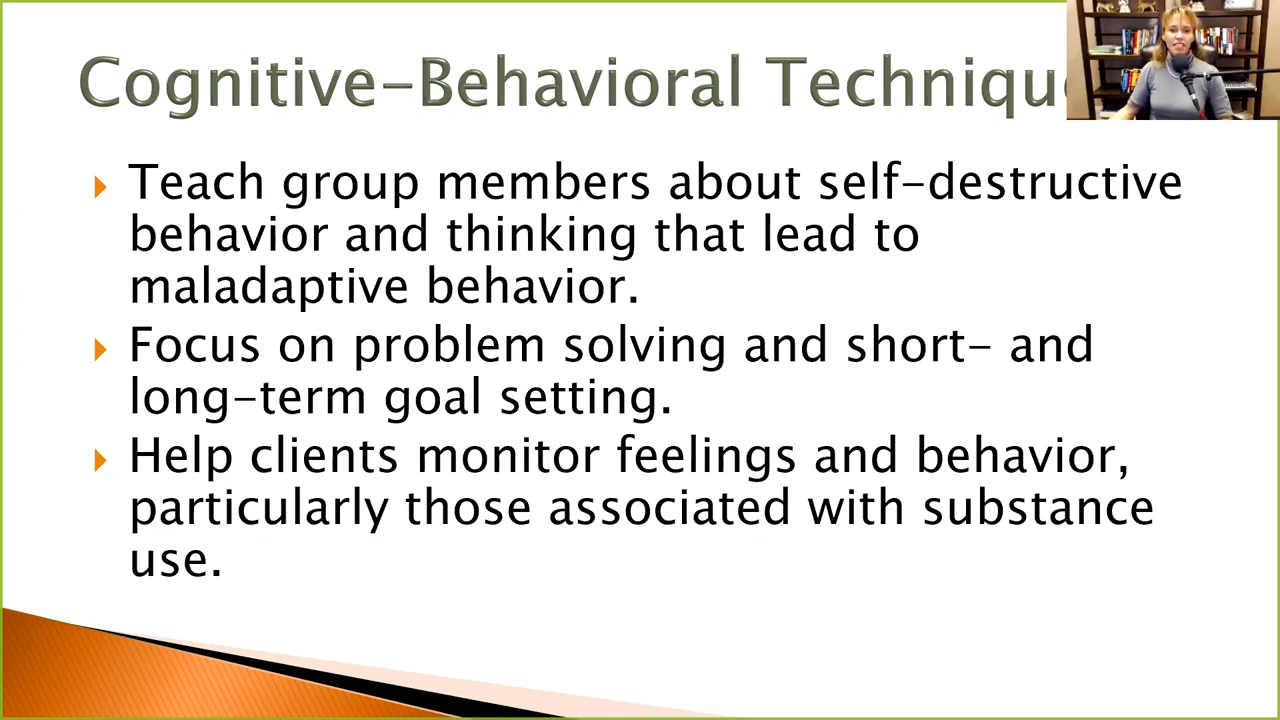 Cognitive-Behavioral
Teach group members about self-destructive
behavior and thinking that lead to
maladaptive behavior.
Focus on problem solving and short- and
long-term goal setting.
Help clients monitor feelings and behavior,
particularly those associated with substance
use.